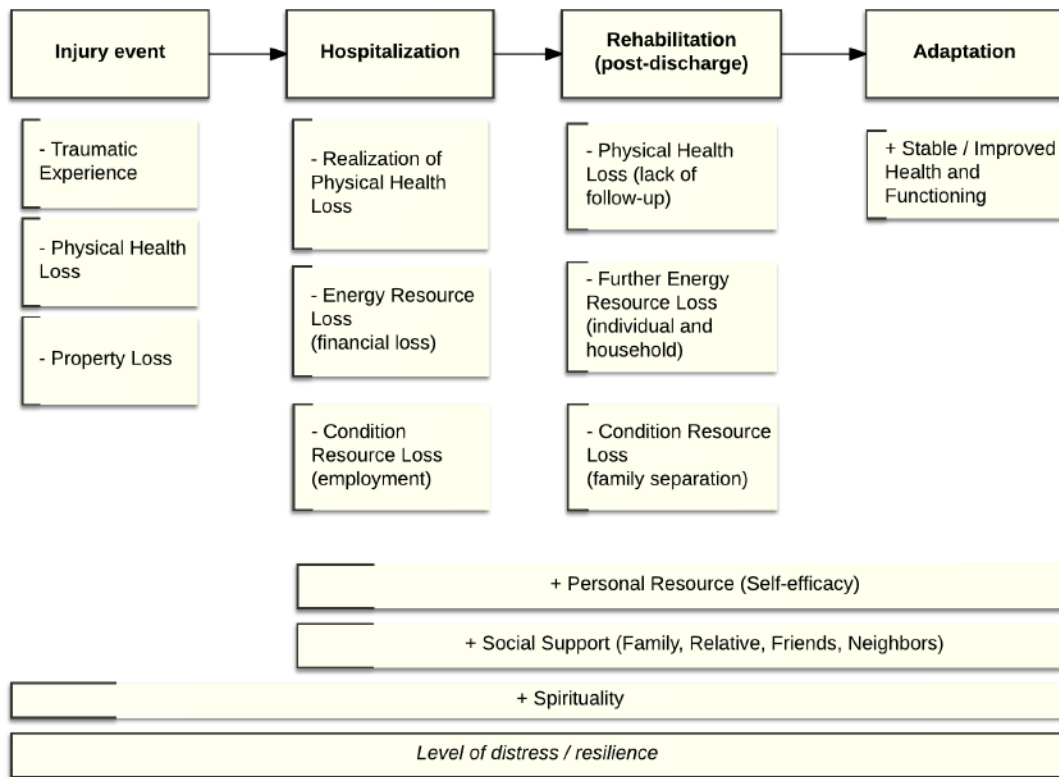 Injury event
Hospitalization
Rehabilitation
(post-discharge)
Adaptation
- Traumatic
Experience
- Physical Health
Loss
- Property Loss
- Realization of
Physical Health
Loss
- Energy Resource
Loss
(financial loss)
- Condition
Resource Loss
(employment)
- Physical Health
Loss (lack of
follow-up)
- Further Energy
Resource Loss
(individual and
household)
- Condition Resource
Loss
(family separation)
+ Stable / Improved
Health and
Functioning
+ Personal Resource (Self-efficacy)
+ Social Support (Family, Relative, Friends, Neighbors)
+ Spirituality
Level of distress / resilience